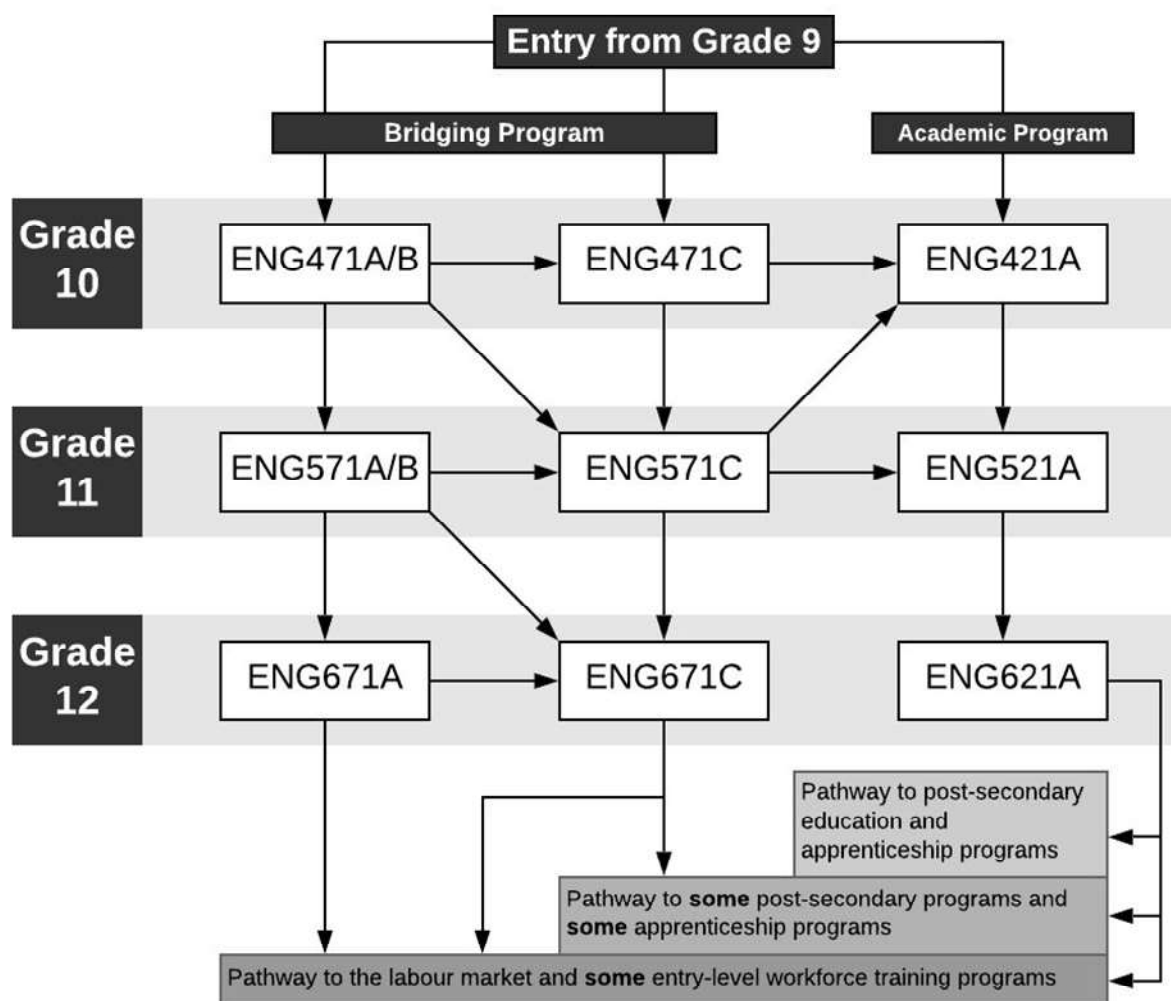 Entry from Grade 9
Bridging Program
Academic Program
Grade
10
ENG471A/B
ENG471C
ENG421A
Grade
11
ENG571A/B
ENG571C
ENG521A
Grade
12
ENG671A
ENG671C
ENG621A
Pathway to post-secondary
education and
apprenticeship programs
Pathway to some post-secondary programs and
some apprenticeship programs
Pathway to the labour market and some entry-level workforce training programs